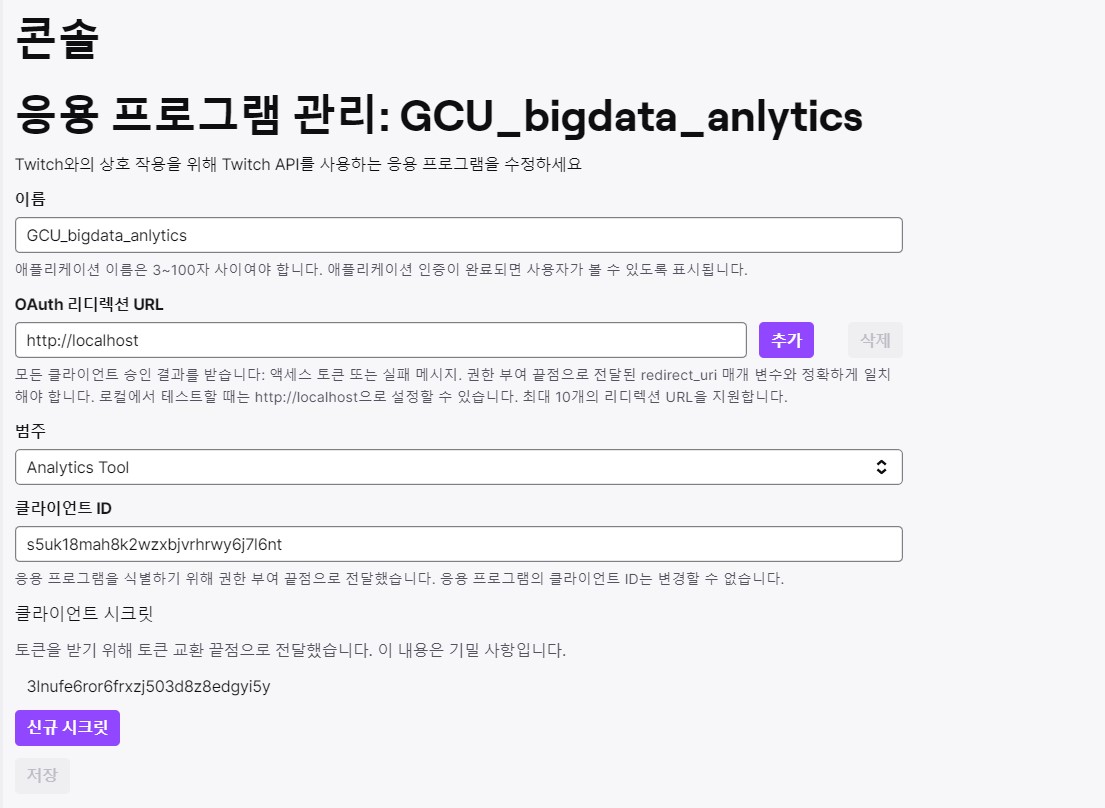 콘솔
응용 프로그램 관리: GCU_bigdata_anlytics
Twitch와의 상호 작용을 위해 Twitch API를 사용하는 응용 프로그램을 수정하세요
이름
GCU_bigdata_anlytics
애플리케이션 이름은 3~100자 사이여야 합니다. 애플리케이션 인증이 완료되면 사용자가 볼 수 있도록 표시됩니다.
OAuth 리디렉션 URL
http://localhost 추가 삭제
모든 클라이언트 승인 결과를 받습니다: 액세스 토큰 또는 실패 메시지. 권한 부여 끝점으로 전달된 redirect_uri 매개 변수와 정확하게 일치
해야 합니다. 로컬에서 테스트할 때는 http://localhost으로 설정할 수 있습니다. 최대 10개의 리디렉션 URL을 지원합니다.
범주
Analytics Tool
클라이언트 ID
s5uk18mah8k2wzxbjvrhrwy6j7l6nt
응용 프로그램을 식별하기 위해 권한 부여 끝점으로 전달했습니다. 응용 프로그램의 클라이언트 ID는 변경할 수 없습니다.
클라이언트 시크릿
토큰을 받기 위해 토큰 교환 끝점으로 전달했습니다. 이 내용은 기밀 사항입니다.
3lnufe6ror6frxzj503d8z8edgyi5y
신규 시크릿
저장